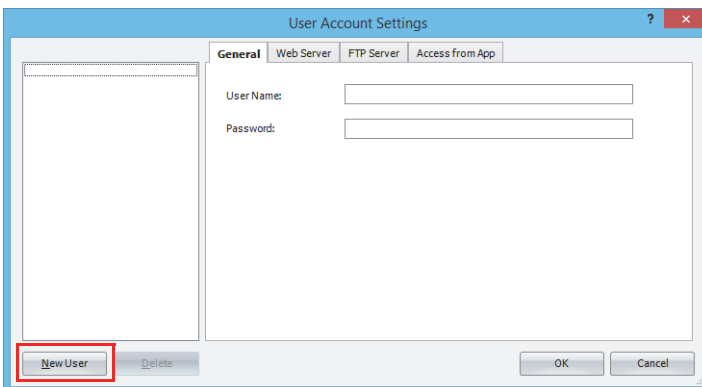 User Account Settings ? ×
General Web Server FTP Server Access from App
User Name:
Password:
New User Delete OK Cancel